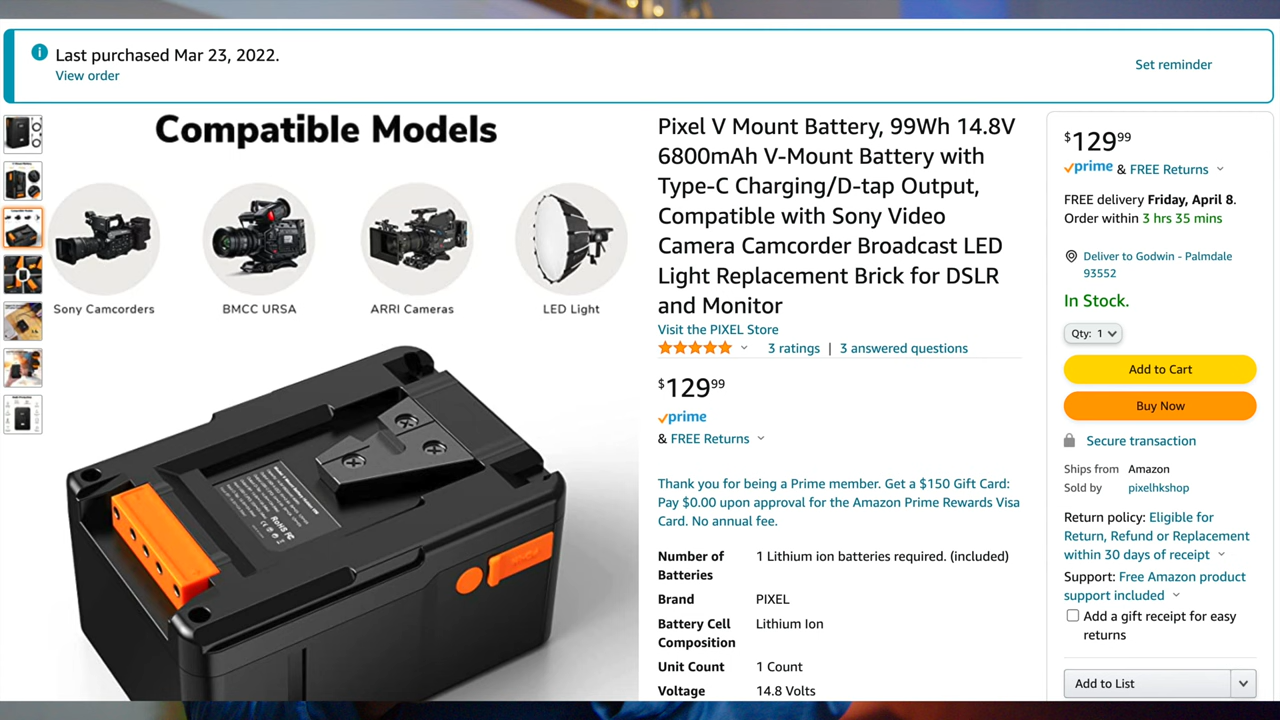 Last purchased Mar 23, 2022.
View order
Set reminder
Compatible Models
Sony Camcorders
BMCC URSA
ARRI Cameras
LED Light
RoHS FC
Pixel V Mount Battery, 99Wh 14.8V
6800mAh V-Mount Battery with
Type-C Charging/D-tap Output,
Compatible with Sony Video
Camera Camcorder Broadcast LED
Light Replacement Brick for DSLR
and Monitor
Visit the PIXEL Store
3 ratings | 3 answered questions
$129.99
prime
& FREE Returns
Thank you for being a Prime member. Get a $150 Gift Card:
Pay $0.00 upon approval for the Amazon Prime Rewards Visa
Card. No annual fee.
Number of Batteries 1 Lithium ion batteries required. (included)
Brand PIXEL
Battery Cell Composition Lithium Ion
Unit Count 1 Count
Voltage 14.8 Volts
$129.99
prime & FREE Returns
FREE delivery Friday, April 8.
Order within 3 hrs 35 mins
Deliver to Godwin - Palmdale
93552
In Stock.
Qty: 1
Add to Cart
Buy Now
Secure transaction
Ships from Amazon
Sold by pixelhkshop
Return policy: Eligible for
Return, Refund or Replacement
within 30 days of receipt
Support: Free Amazon product
support included
Add a gift receipt for easy
returns
Add to List